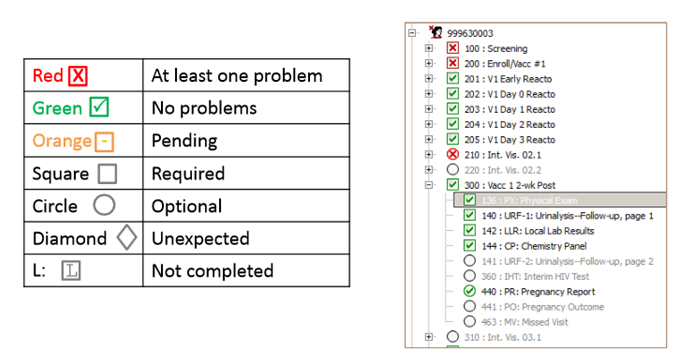 Red X At least one problem
Green No problems
Orange - Pending
Square Required
Circle Optional
Diamond Unexpected
L: L Not completed
999630003
100 : Screening
200 : Enroll/Vacc #1
201 : V1 Early Reacto
202 : V1 Day 0 Reacto
203 : V1 Day 1 Reacto
204 : V1 Day 2 Reacto
205 : V1 Day 3 Reacto
210 : Int. Vis. 02.1
220 : Int. Vis. 02.2
300 : Vacc 1 2-wk Post
136 : PX: Physical Exam
140 : URF-1: Urinalysis--Follow-up, page 1
142 : LLR: Local Lab Results
144 : CP: Chemistry Panel
141 : URF-2: Urinalysis--Follow-up, page 2
360 : IHT: Interim HIV Test
440 : PR: Pregnancy Report
441 : PO: Pregnancy Outcome
463 : MV: Missed Visit
310 : Int. Vis. 03.1